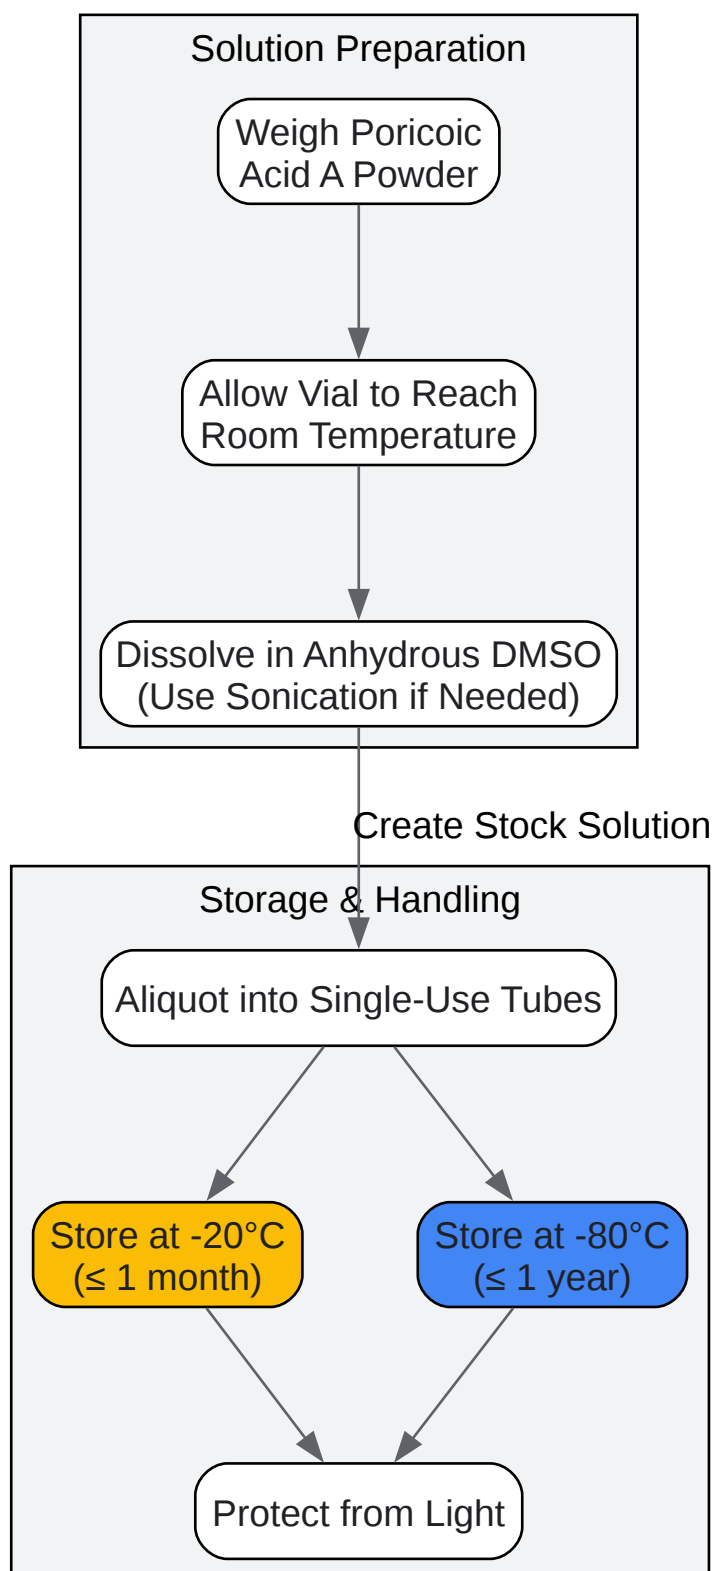 Solution Preparation
Weigh Poricoic
Acid A Powder
Allow Vial to Reach
Room Temperature
Dissolve in Anhydrous DMSO
(Use Sonication if Needed)
Create Stock Solution
Storage & Handling
Aliquot into Single-Use Tubes
Store at -20°C
(≤ 1 month)
Store at -80°C
(≤ 1 year)
Protect from Light